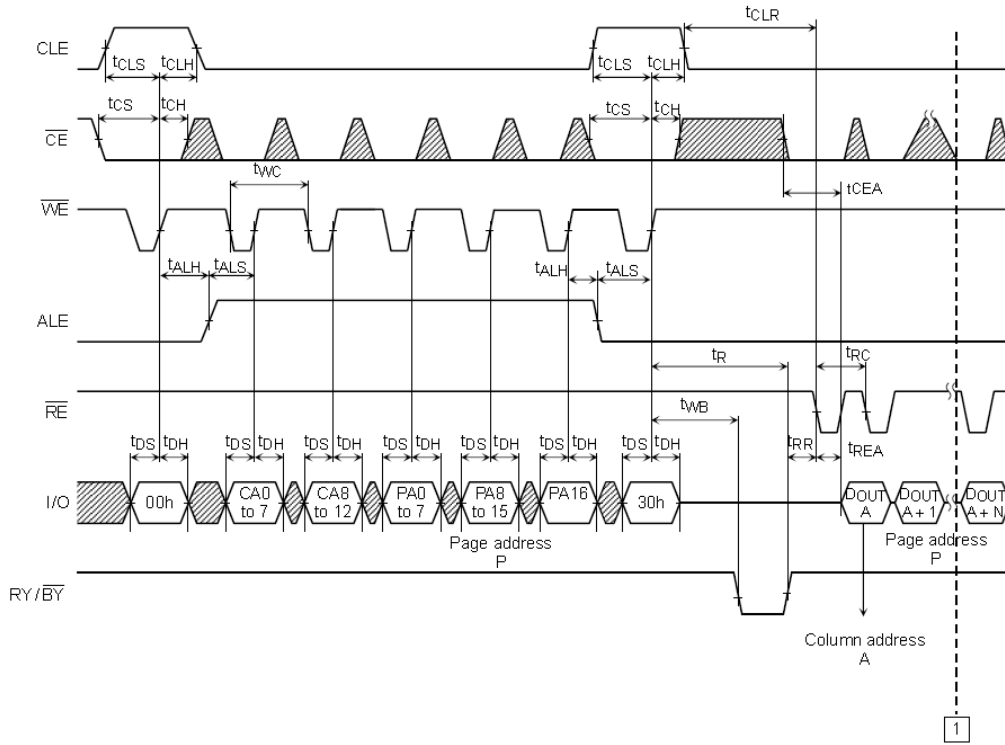 tCLR
CLE
tCLS tCLH tCLS tCLH
tCS tCH tCS tCH
CE
tCEA
tWC
WE
tALH tALS tALH tALS
ALE
tR tRC
RE
tWB
tDS tDH tDS tDH tDS tDH tDS tDH tDS tDH tDS tDH tDS tDH tRR tREA
I/O
00h
CA0
to 7
CA8
to 12
PA0
to 7
PA8
to 15
PA16
30h
DOUT
A
DOUT
A + 1
DOUT
A + N
Page address
P
Page address
P
RY / BY
Column address
A
1